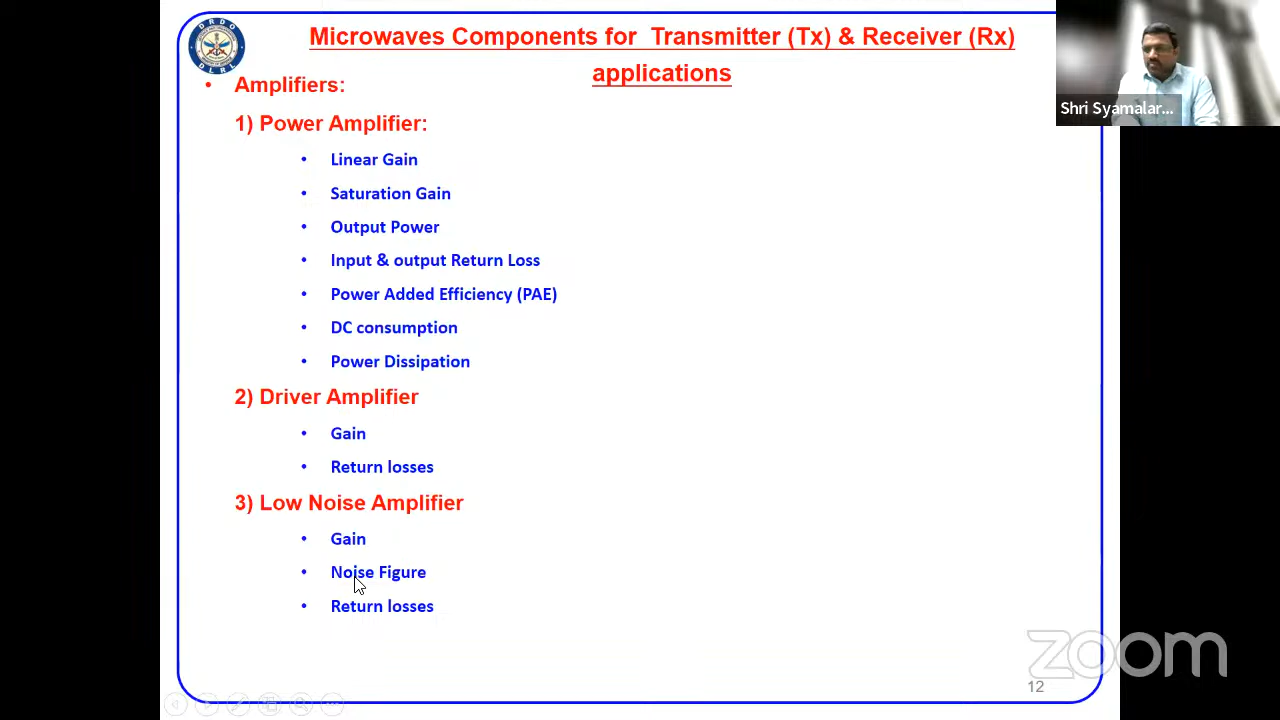 DRDO
DLRL
Microwaves Components for Transmitter (Tx) & Receiver (Rx)
applications
• Amplifiers:
1) Power Amplifier:
• Linear Gain
• Saturation Gain
• Output Power
• Input & output Return Loss
• Power Added Efficiency (PAE)
• DC consumption
• Power Dissipation
2) Driver Amplifier
• Gain
• Return losses
3) Low Noise Amplifier
• Gain
• Noise Figure
• Return losses
Shri Syamalar...
zoom
12